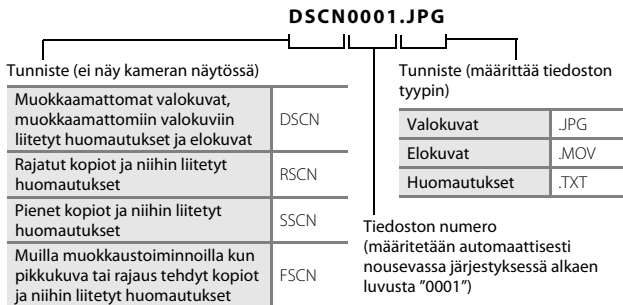 DSCN0001.JPG
Tunniste (ei näy kameran näytössä)
Muokkaamattomat valokuvat,
muokkaamattomiin valokuviin
liitetyt huomautukset ja elokuvat
DSCN
Rajatut kopiot ja niihin liitetyt
huomautukset
RSCN
Pienet kopiot ja niihin liitetyt
huomautukset
SSCN
Muilla muokkaustoiminnoilla kun
pikkukuva tai rajaus tehdyt kopiot
ja niihin liitetyt huomautukset
FSCN
Tunniste (määrittää tiedoston
tyypin)
Valokuvat .JPG
Elokuvat .MOV
Huomautukset .TXT
Tiedoston numero
(määritetään automaattisesti
nousevassa järjestyksessä alkaen
luvusta "0001")